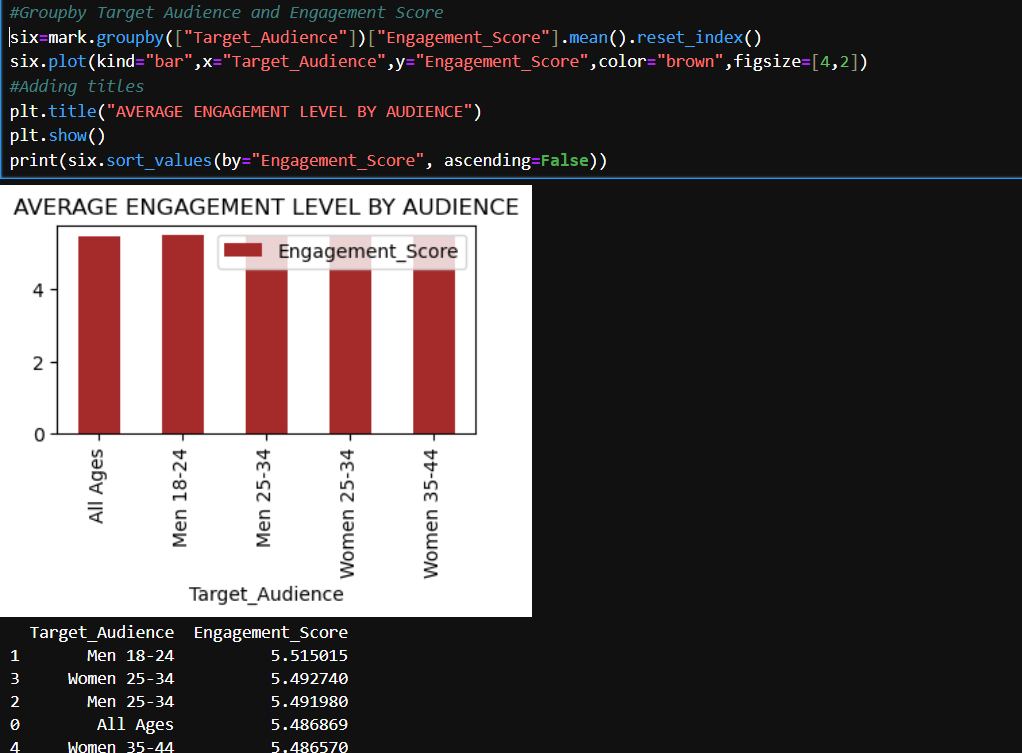 #Groupby Target Audience and Engagement Score
six=mark.groupby(["Target_Audience"])["Engagement_Score"].mean().reset_index()
six.plot(kind="bar",x="Target_Audience",y="Engagement_Score",color="brown",figsize=[4,2])
#Adding titles
plt.title("AVERAGE ENGAGEMENT LEVEL BY AUDIENCE")
plt.show()
print(six.sort_values(by="Engagement_Score", ascending=False))
AVERAGE ENGAGEMENT LEVEL BY AUDIENCE
Engagement_Score
4
2
0
All Ages
Men 18-24
Men 25-34
Women 25-34
Women 35-44
Target_Audience
Target_Audience Engagement_Score
1 Men 18-24 5.515015
3 Women 25-34 5.492740
2 Men 25-34 5.491980
0 All Ages 5.486869
4 Women 35-44 5.486570